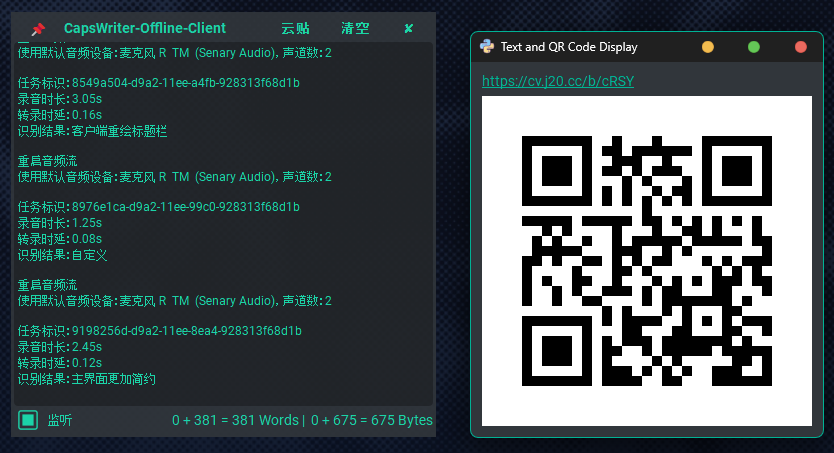 CapsWriter-Offline-Client 云贴 清空 ✘
使用默认音频设备:麦克风 R TM (Senary Audio), 声道数:2
任务标识:8549a504-d9a2-11ee-a4fb-928313f68d1b
录音时长:3.05s
转录时延:0.16s
识别结果:客户端重绘标题栏
重启音频流
使用默认音频设备:麦克风 R TM (Senary Audio), 声道数:2
任务标识:8976e1ca-d9a2-11ee-99c0-928313f68d1b
录音时长:1.25s
转录时延:0.08s
识别结果:自定义
重启音频流
使用默认音频设备:麦克风 R TM (Senary Audio), 声道数:2
任务标识:9198256d-d9a2-11ee-8ea4-928313f68d1b
录音时长:2.45s
转录时延:0.12s
识别结果:主界面更加简约
监听 0 + 381 = 381 Words | 0 + 675 = 675 Bytes
Text and QR Code Display
https://cv.j20.cc/b/cRSY